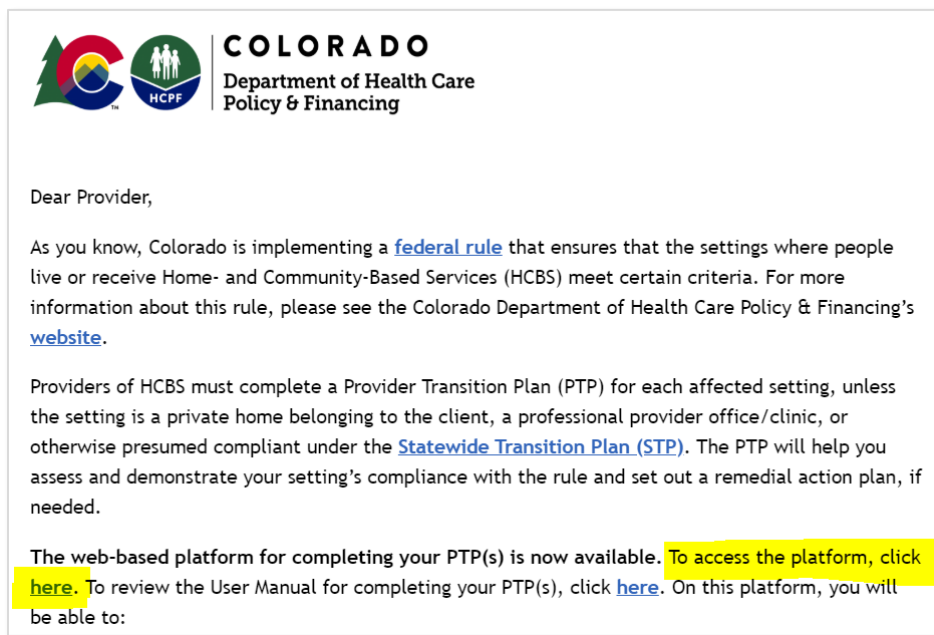 COLORADO
Department of Health Care
Policy & Financing
HCPF
TM
Dear Provider,
As you know, Colorado is implementing a federal rule that ensures that the settings where people
live or receive Home- and Community-Based Services (HCBS) meet certain criteria. For more
information about this rule, please see the Colorado Department of Health Care Policy & Financing’s
website.
Providers of HCBS must complete a Provider Transition Plan (PTP) for each affected setting, unless
the setting is a private home belonging to the client, a professional provider office/clinic, or
otherwise presumed compliant under the Statewide Transition Plan (STP). The PTP will help you
assess and demonstrate your setting’s compliance with the rule and set out a remedial action plan, if
needed.
The web-based platform for completing your PTP(s) is now available. To access the platform, click
here. To review the User Manual for completing your PTP(s), click here. On this platform, you will
be able to: